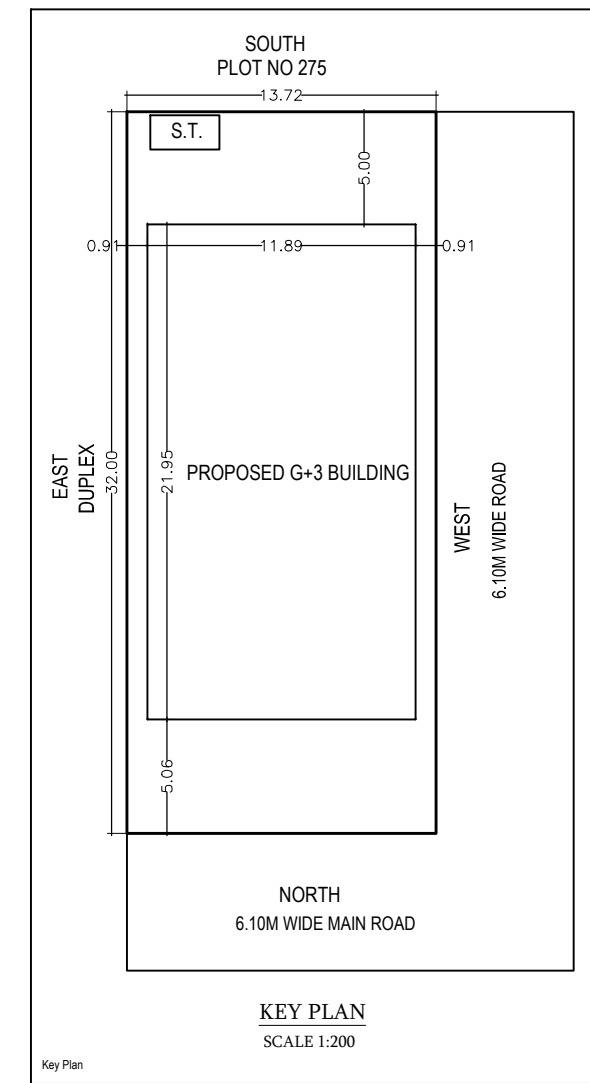 SOUTH
PLOT NO 275
13.72
S.T.
5.00
0.91
11.89
0.91
EAST
DUPLEX
32.00
21.95
PROPOSED G+3 BUILDING
WEST
6.10M WIDE ROAD
5.06
NORTH
6.10M WIDE MAIN ROAD
KEY PLAN
SCALE 1:200
Key Plan